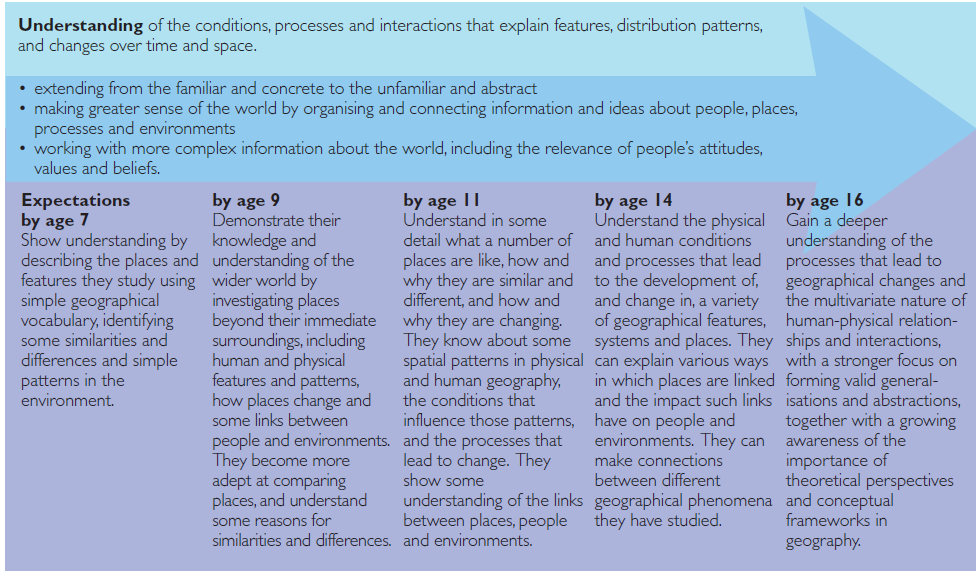 Understanding of the conditions, processes and interactions that explain features, distribution patterns,
and changes over time and space.
• extending from the familiar and concrete to the unfamiliar and abstract
• making greater sense of the world by organising and connecting information and ideas about people, places,
processes and environments
• working with more complex information about the world, including the relevance of people's attitudes,
values and beliefs.
Expectations
by age 7
Show understanding by
describing the places and
features they study using
simple geographical
vocabulary, identifying
some similarities and
differences and simple
patterns in the
environment.
by age 9
Demonstrate their
knowledge and
understanding of the
wider world by
investigating places
beyond their immediate
surroundings, including
human and physical
features and patterns,
how places change and
some links between
people and environments.
They become more
adept at comparing
places, and understand
some reasons for
similarities and differences.
by age 11
Understand in some
detail what a number of
places are like, how and
why they are similar and
different, and how and
why they are changing.
They know about some
spatial patterns in physical
and human geography,
the conditions that
influence those patterns,
and the processes that
lead to change. They
show some
understanding of the links
between places, people
and environments.
by age 14
Understand the physical
and human conditions
and processes that lead
to the development of,
and change in, a variety
of geographical features,
systems and places. They
can explain various ways
in which places are linked
and the impact such links
have on people and
environments. They can
make connections
between different
geographical phenomena
they have studied.
by age 16
Gain a deeper
understanding of the
processes that lead to
geographical changes and
the multivariate nature of
human-physical relation-
ships and interactions,
with a stronger focus on
forming valid general-
isations and abstractions,
together with a growing
awareness of the
importance of
theoretical perspectives
and conceptual
frameworks in
geography.